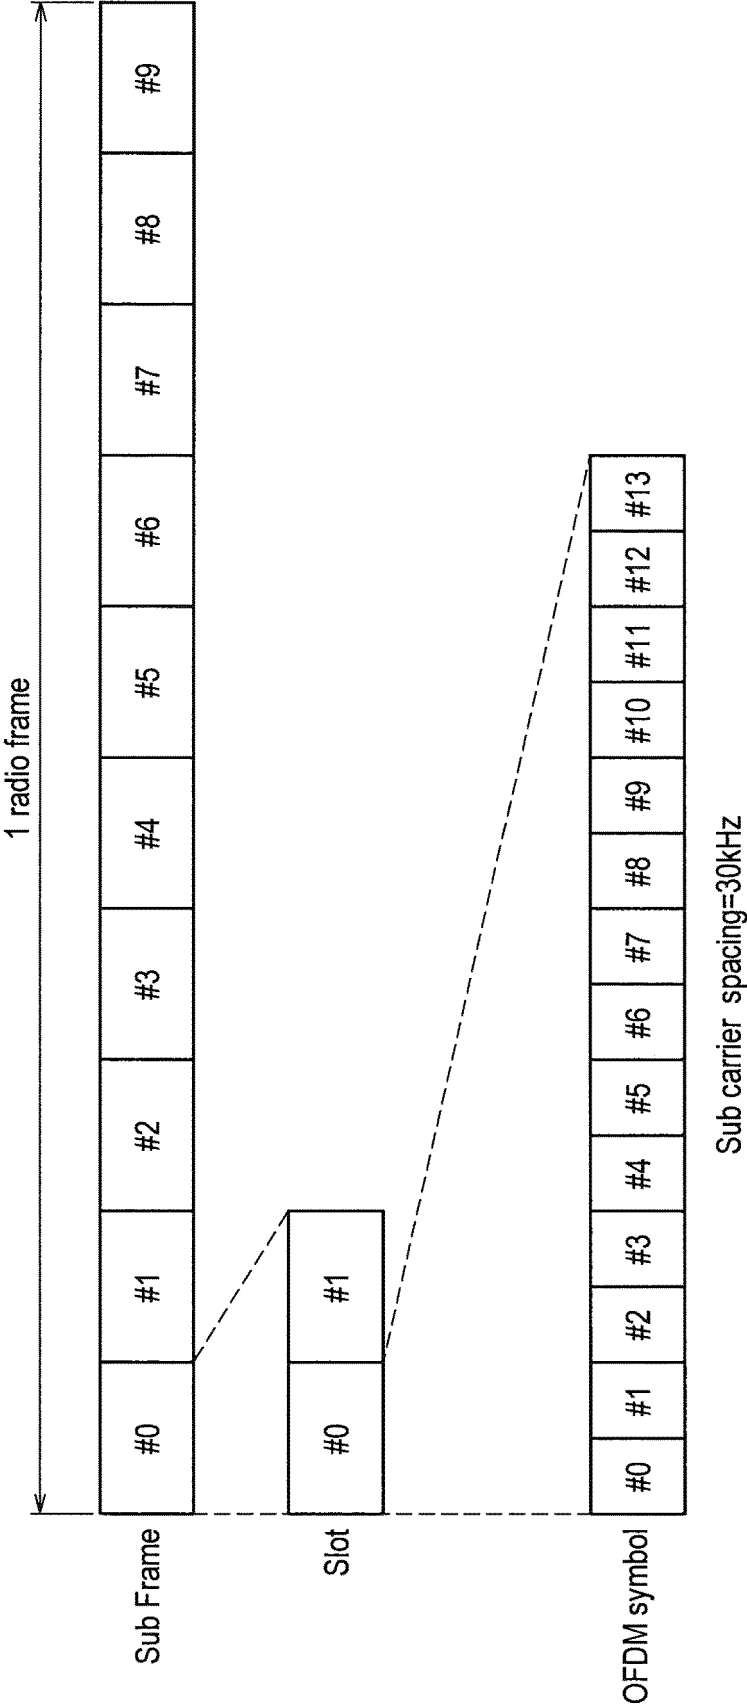 1 radio frame
Sub Frame #0 #1 #2 #3 #4 #5 #6 #7 #8 #9
Slot #0 #1
OFDM symbol #0 #1 #2 #3 #4 #5 #6 #7 #8 #9 #10 #11 #12 #13
Sub carrier spacing=30kHz